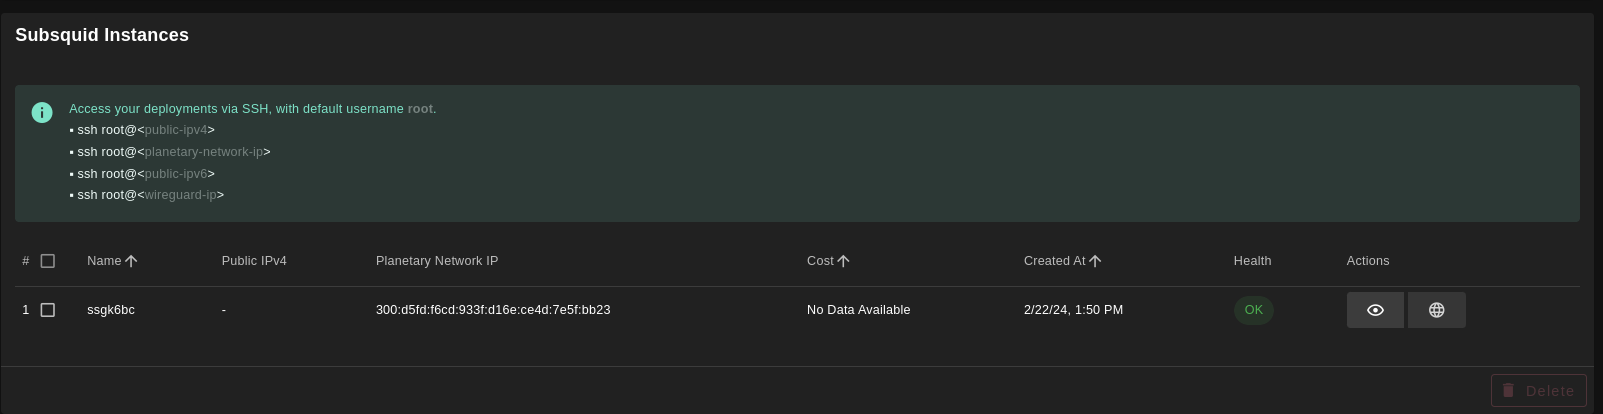 Subsquid Instances
Access your deployments via SSH, with default username root.
▪ ssh root@<public-ipv4>
▪ ssh root@<planetary-network-ip>
▪ ssh root@<public-ipv6>
▪ ssh root@<wireguard-ip>
# Name Public IPv4 Planetary Network IP Cost Created At Health Actions
1 ssgk6bc - 300:d5fd:f6cd:933f:d16e:ce4d:7e5f:bb23 No Data Available 2/22/24, 1:50 PM OK
Delete